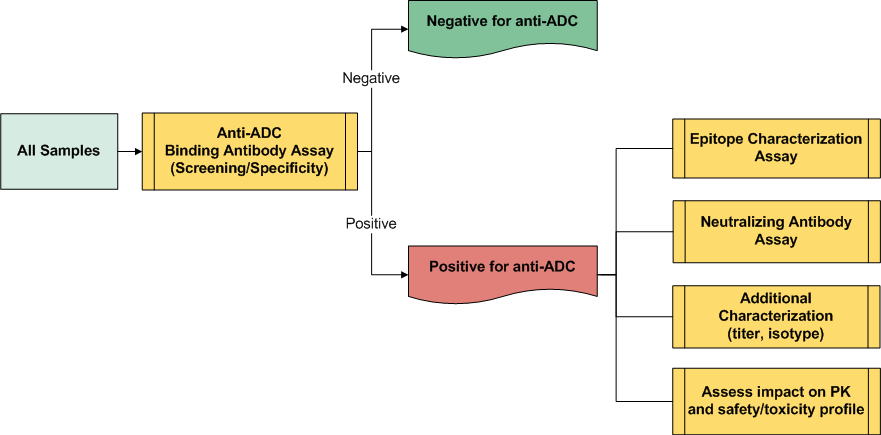 Negative for anti-ADC
Negative
All Samples
Anti-ADC
Binding Antibody Assay
(Screening/Specificity)
Positive
Positive for anti-ADC
Epitope Characterization
Assay
Neutralizing Antibody
Assay
Additional
Characterization
(titer, isotype)
Assess impact on PK
and safety/toxicity profile